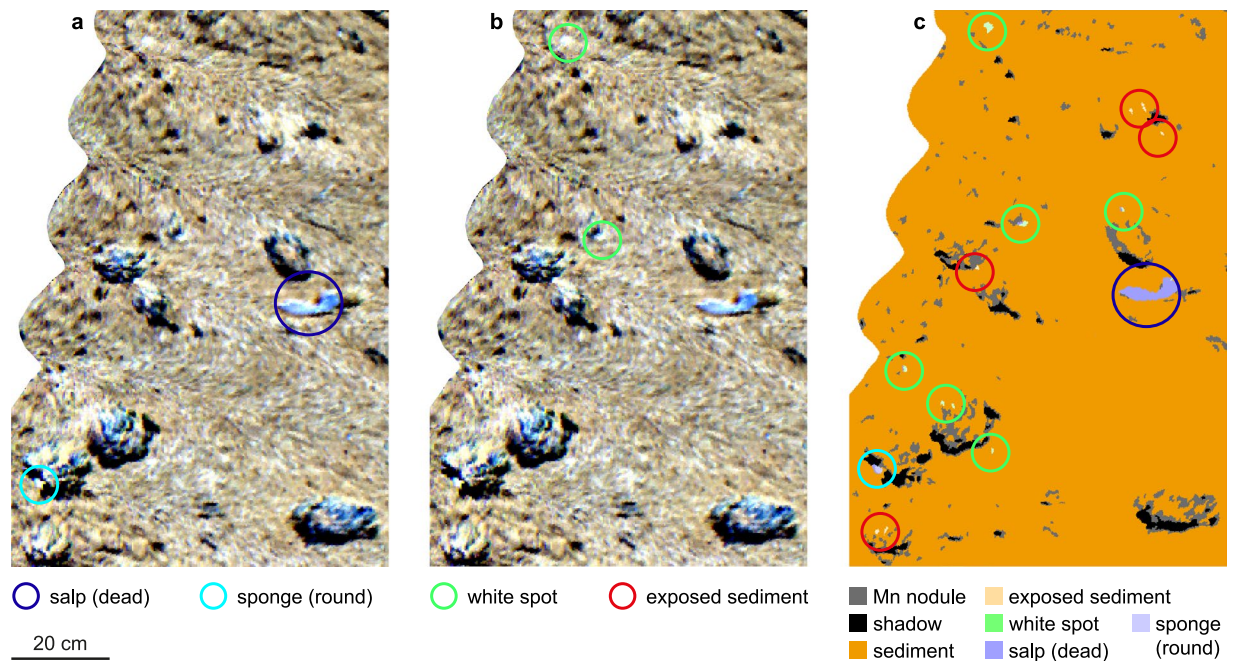 a
b
c
salp (dead)
sponge (round)
white spot
exposed sediment
20 cm
Mn nodule
exposed sediment
shadow
white spot
sponge
(round)
sediment
salp (dead)